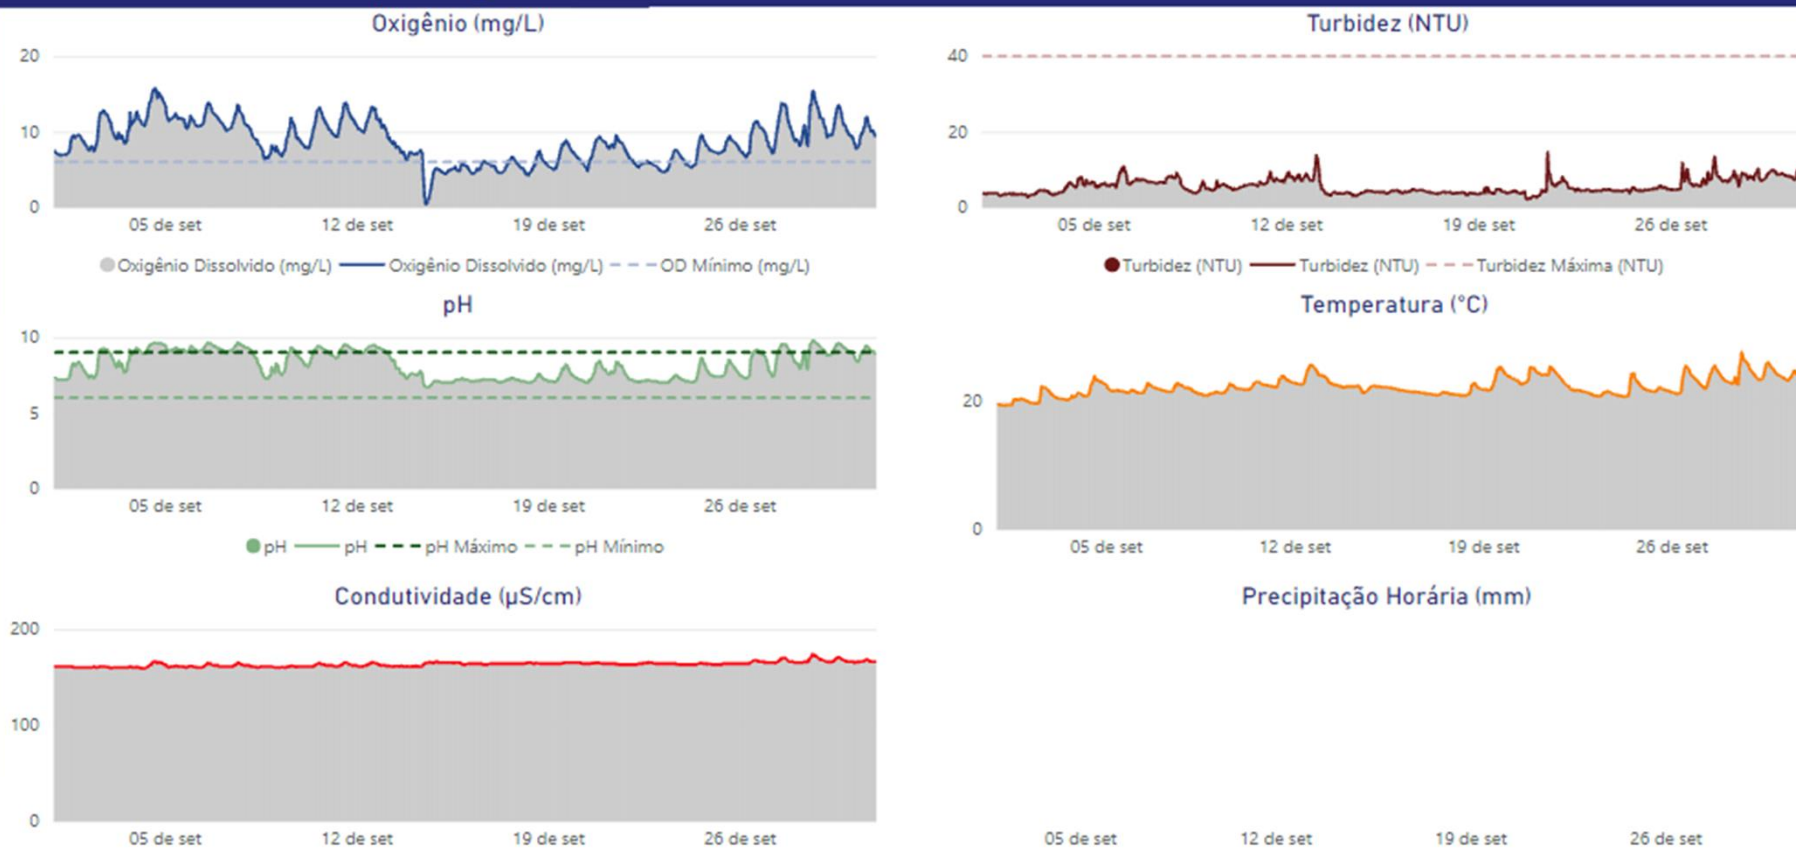 Oxigênio (mg/L)
20
10
0
05 de set 12 de set 19 de set 26 de set
Oxigênio Dissolvido (mg/L) Oxigênio Dissolvido (mg/L) OD Mínimo (mg/L)
Turbidez (NTU)
40
20
0
05 de set 12 de set 19 de set 26 de set
Turbidez (NTU) Turbidez (NTU) Turbidez Máxima (NTU)
pH
10
5
0
05 de set 12 de set 19 de set 26 de set
pH pH pH Máximo pH Mínimo
Temperatura (°C)
20
0
05 de set 12 de set 19 de set 26 de set
Condutividade (µS/cm)
200
100
0
05 de set 12 de set 19 de set 26 de set
Precipitação Horária (mm)
05 de set 12 de set 19 de set 26 de set